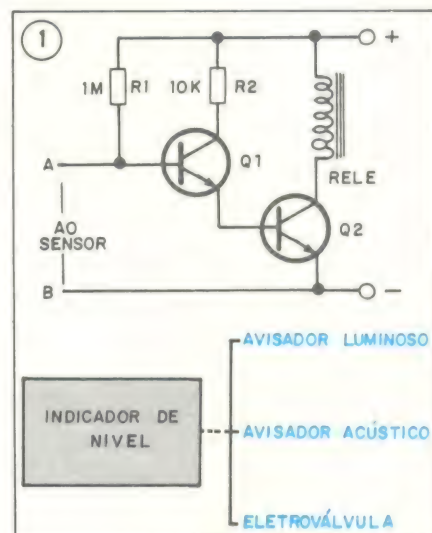 1
+
1M R1
10K R2
A
Q1
RELE
AO
SENSOR
Q2
B
-
AVISADOR LUMINOSO
INDICADOR DE
NIVEL
AVISADOR ACÚSTICO
ELETROVÁLVULA